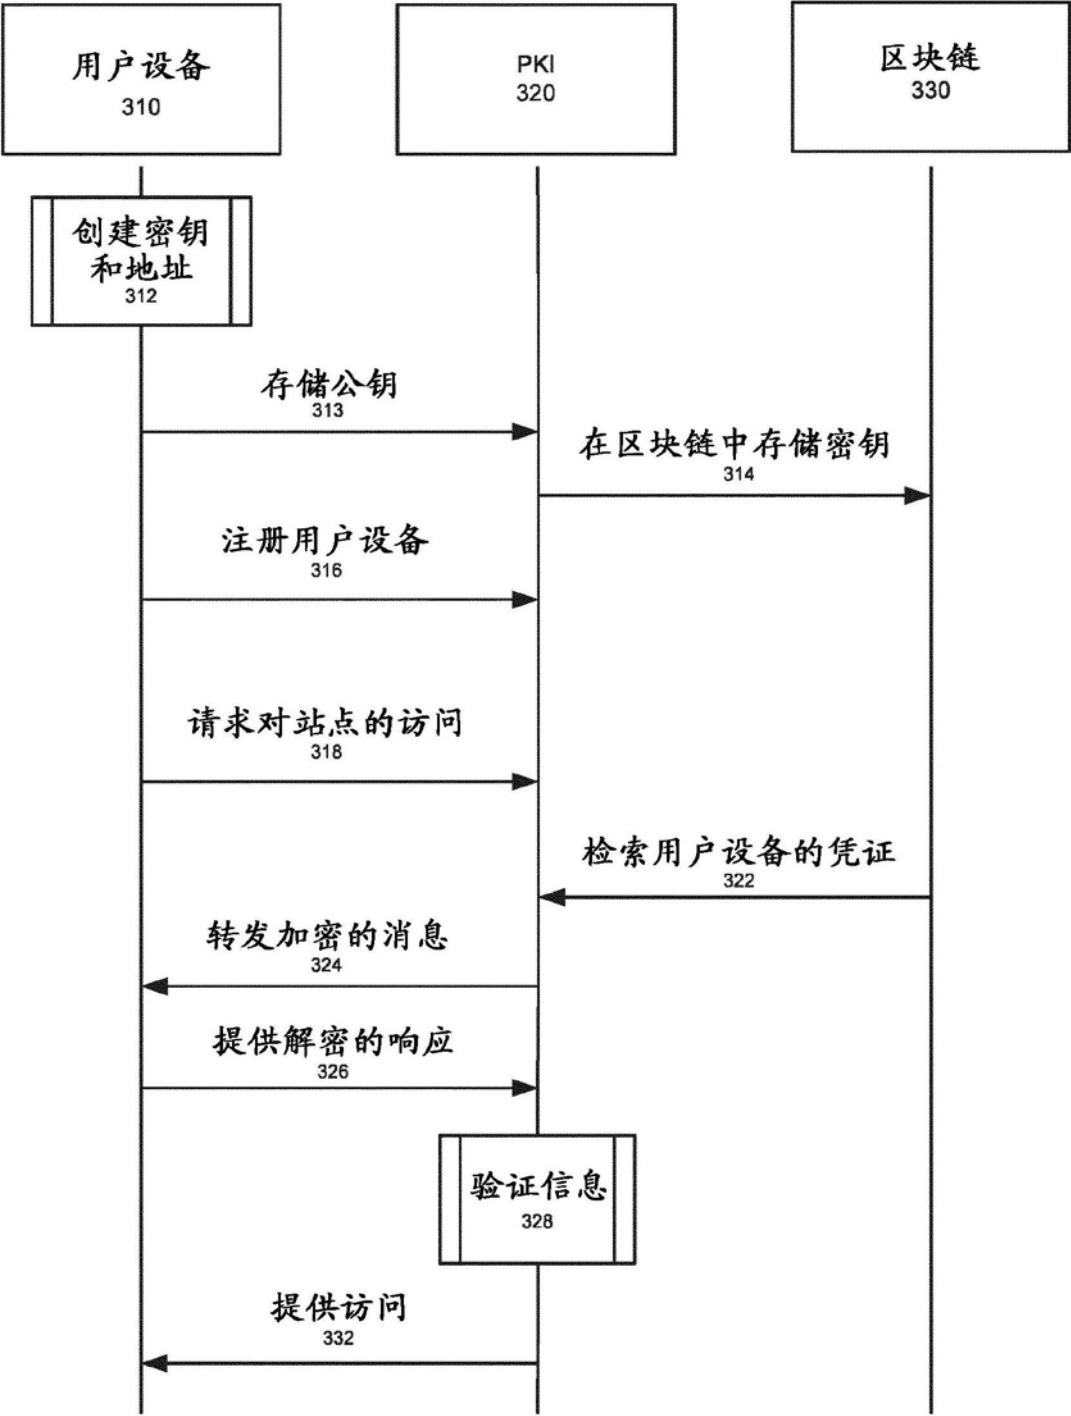 用户设备
310
PKI
320
区块链
330
创建密钥
和地址
312
存储公钥
313
在区块链中存储密钥
314
注册用户设备
316
请求对站点的访问
318
检索用户设备的凭证
322
转发加密的消息
324
提供解密的响应
326
验证信息
328
提供访问
332